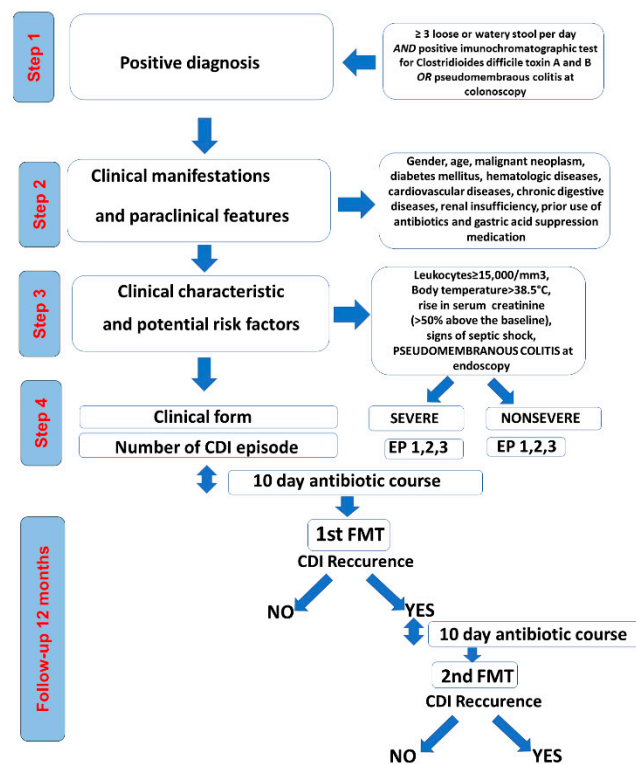 Step 1
Positive diagnosis
≥ 3 loose or watery stool per day
AND positive imunochromatographic test
for Clostridioides difficile toxin A and B
OR pseudomembraous colitis at
colonoscopy
Step 2
Clinical manifestations
and paraclinical features
Gender, age, malignant neoplasm,
diabetes mellitus, hematologic diseases,
cardiovascular diseases, chronic digestive
diseases, renal insufficiency, prior use of
antibiotics and gastric acid suppression
medication
Step 3
Clinical characteristic
and potential risk factors
Leukocytes≥15,000/mm3,
Body temperature>38.5°C,
rise in serum creatinine
(>50% above the baseline),
signs of septic shock,
PSEUDOMEMBRANOUS COLITIS at
endoscopy
Step 4
Clinical form
SEVERE
NONSEVERE
Number of CDI episode
EP 1,2,3
EP 1,2,3
10 day antibiotic course
Follow-up 12 months
1st FMT
CDI Reccurence
NO
YES
10 day antibiotic course
2nd FMT
CDI Reccurence
NO
YES